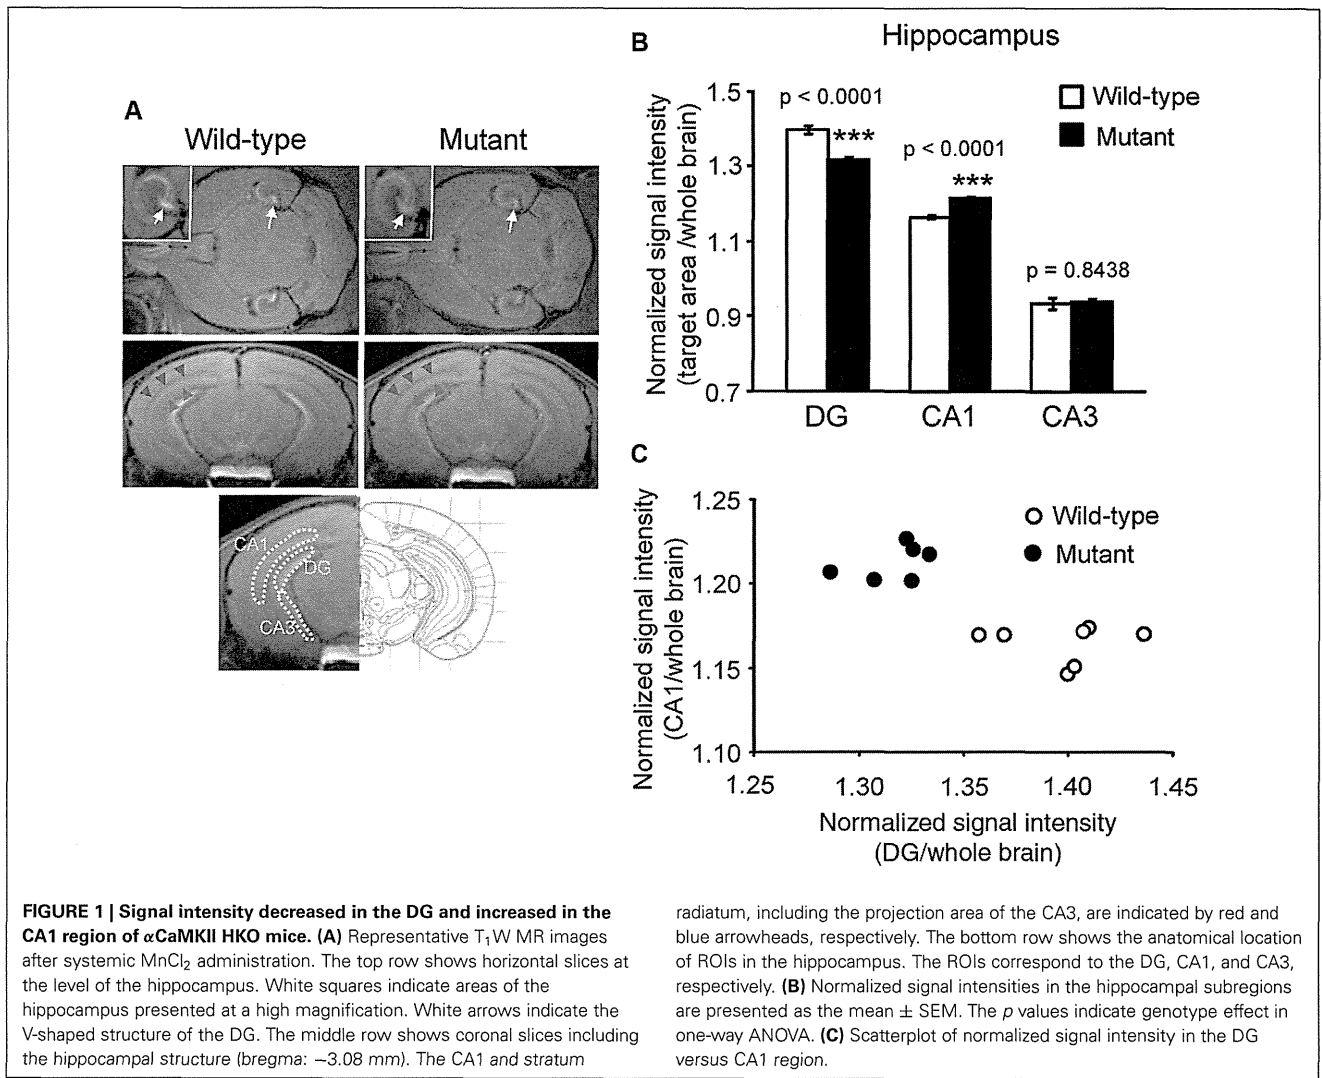 A
Wild-type
Mutant
CA1
DG
CA3
B
Hippocampus
Normalized signal intensity
(target area /whole brain)
1.5
1.3
1.1
0.9
0.7
p < 0.0001
***
p < 0.0001
***
p = 0.8438
Wild-type
Mutant
DG
CA1
CA3
C
Normalized signal intensity
(CA1/whole brain)
1.25
1.20
1.15
1.10
Wild-type
Mutant
1.25
1.30
1.35
1.40
1.45
Normalized signal intensity
(DG/whole brain)
FIGURE 1 | Signal intensity decreased in the DG and increased in the
CA1 region of αCaMKII HKO mice. (A) Representative T₁W MR images
after systemic MnCl₂ administration. The top row shows horizontal slices at
the level of the hippocampus. White squares indicate areas of the
hippocampus presented at a high magnification. White arrows indicate the
V-shaped structure of the DG. The middle row shows coronal slices including
the hippocampal structure (bregma: −3.08 mm). The CA1 and stratum
radiatum, including the projection area of the CA3, are indicated by red and
blue arrowheads, respectively. The bottom row shows the anatomical location
of ROIs in the hippocampus. The ROIs correspond to the DG, CA1, and CA3,
respectively. (B) Normalized signal intensities in the hippocampal subregions
are presented as the mean ± SEM. The p values indicate genotype effect in
one-way ANOVA. (C) Scatterplot of normalized signal intensity in the DG
versus CA1 region.